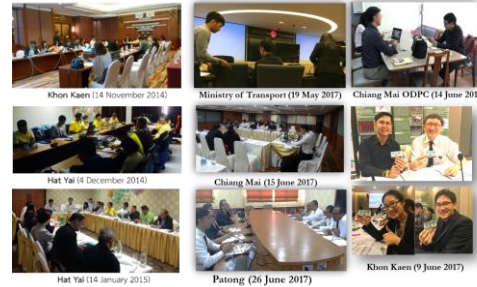 Khon Kaen (14 November 2014)
Ministry of Transport (19 May 2017)
Chiang Mai ODPC (14 June 201
Hat Yai (4 December 2014)
Chiang Mai (15 June 2017)
Hat Yai (14 January 2015)
Patong (26 June 2017)
Khon Kaen (9 June 2017)